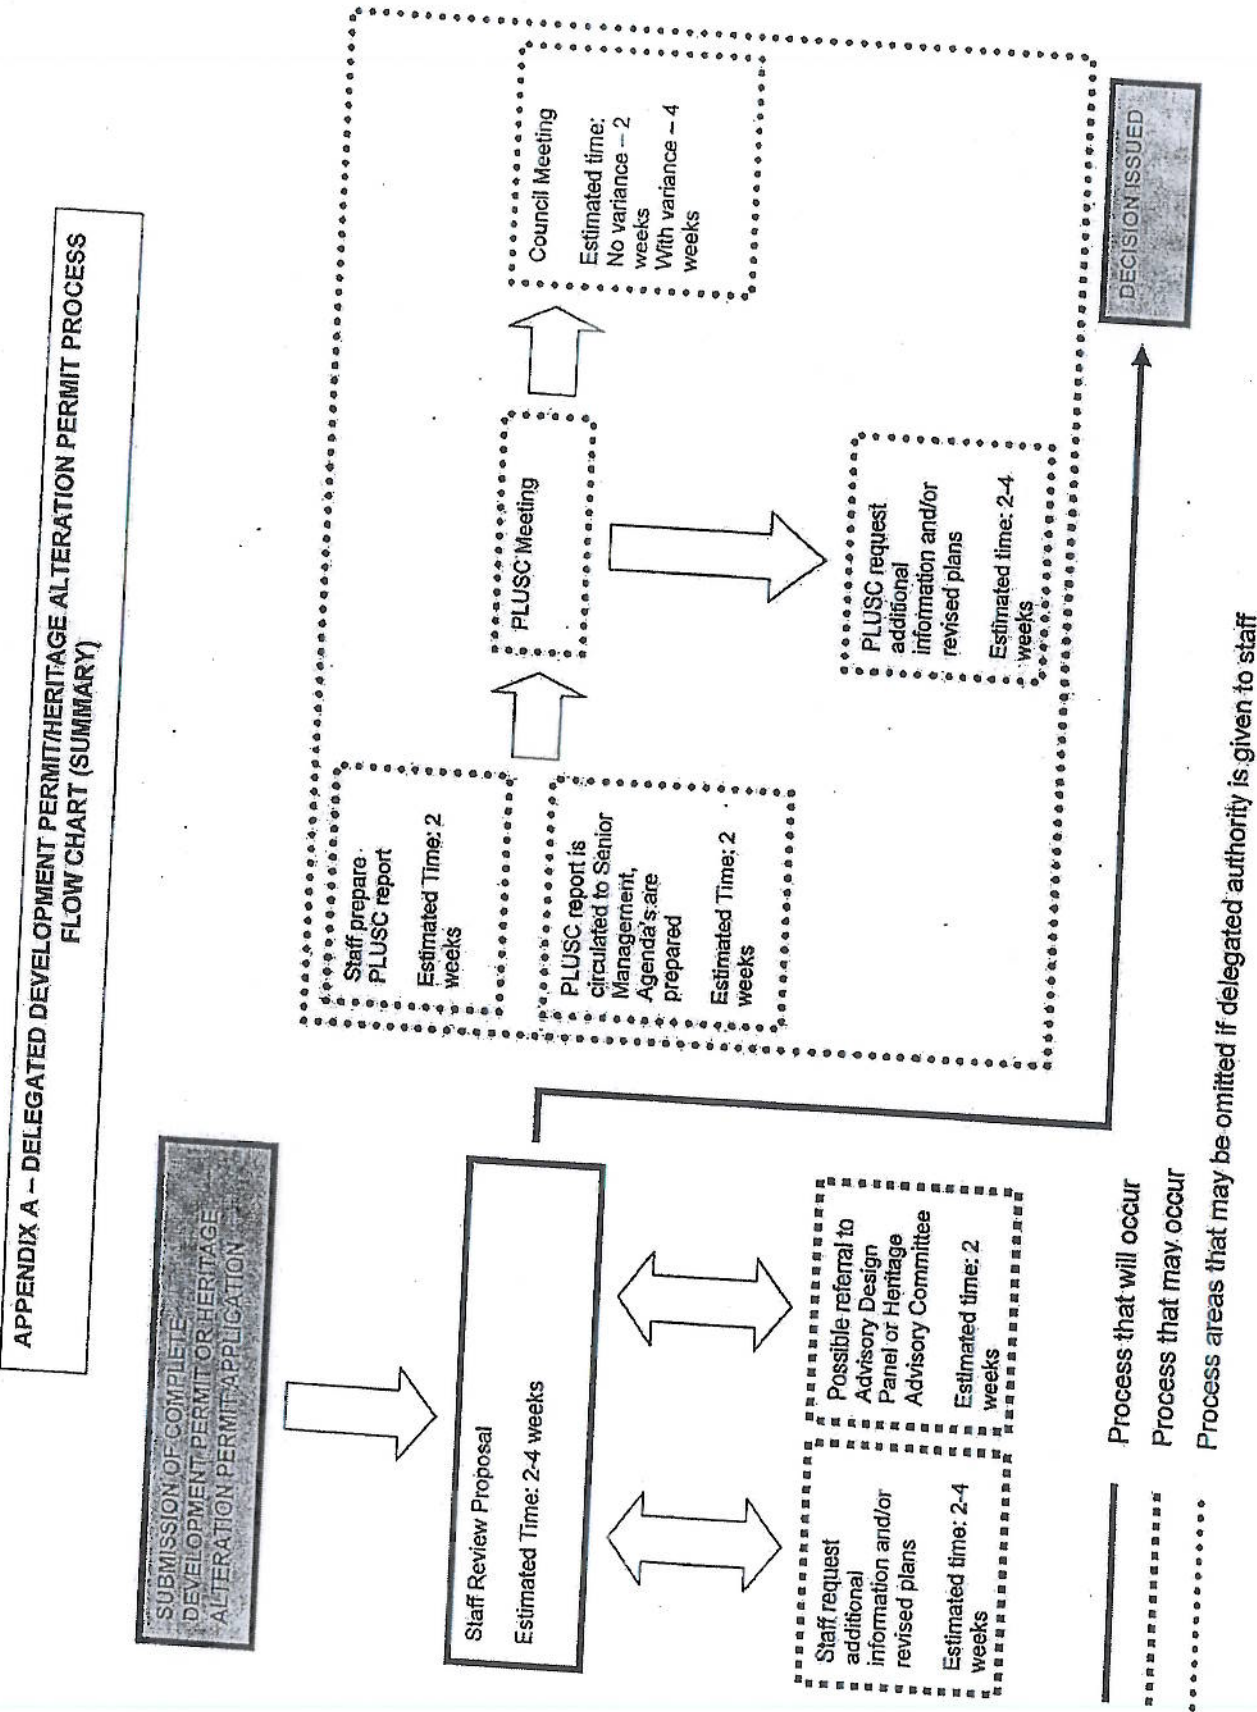 APPENDIX A – DELEGATED DEVELOPMENT PERMIT/HERITAGE ALTERATION PERMIT PROCESS
FLOW CHART (SUMMARY)
SUBMISSION OF COMPLETE
DEVELOPMENT PERMIT OR HERITAGE
ALTERATION PERMIT APPLICATION
Staff Review Proposal
Estimated Time: 2-4 weeks
Staff request
additional
information and/or
revised plans
Estimated time: 2-4
weeks
Possible referral to
Advisory Design
Panel or Heritage
Advisory Committee
Estimated time: 2
weeks
Staff prepare
PLUSC report
Estimated Time: 2
weeks
PLUSC report is
circulated to Senior
Management,
Agenda's are
prepared
Estimated Time: 2
weeks
PLUSC Meeting
PLUSC request
additional
information and/or
revised plans
Estimated time: 2-4
weeks
Council Meeting
Estimated time:
No variance – 2
weeks
With variance – 4
weeks
DECISION ISSUED
Process that will occur
Process that may occur
Process areas that may be omitted if delegated authority is given to staff